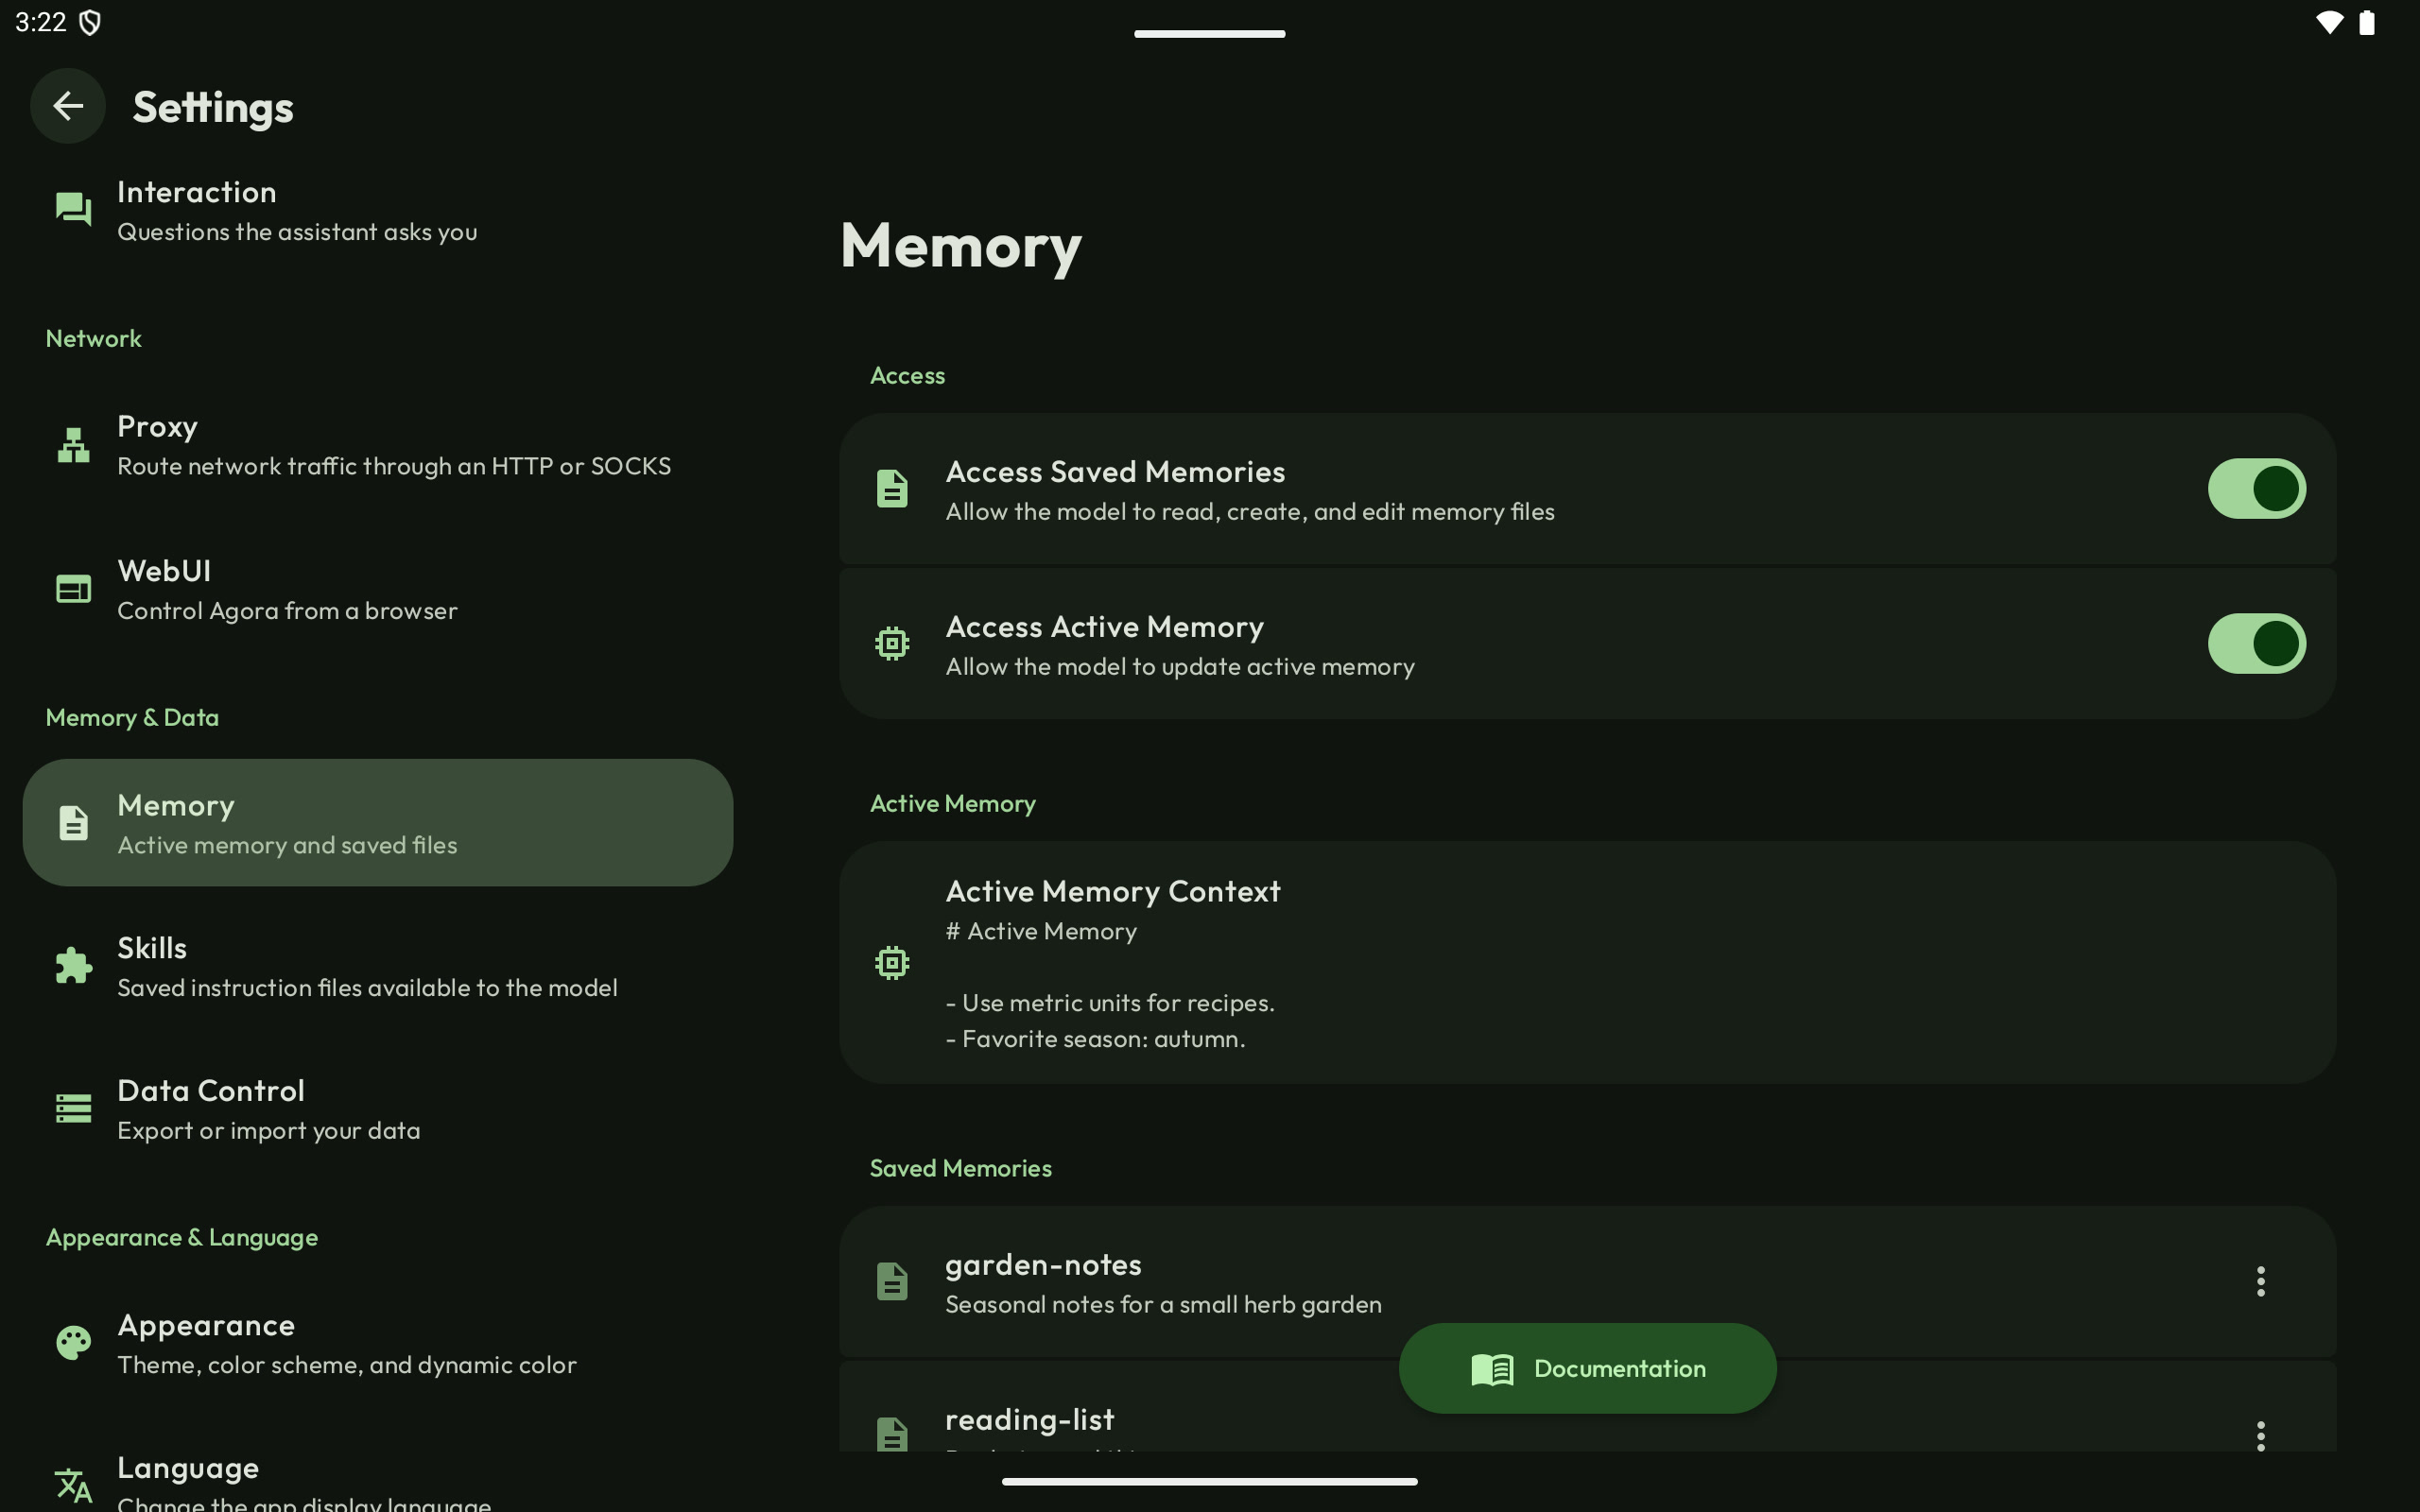 3:22
Settings
Interaction
Questions the assistant asks you
Network
Proxy
Route network traffic through an HTTP or SOCKS
WebUI
Control Agora from a browser
Memory & Data
Memory
Active memory and saved files
Skills
Saved instruction files available to the model
Data Control
Export or import your data
Appearance & Language
Appearance
Theme, color scheme, and dynamic color
Language
Change the app display language
Memory
Access
Access Saved Memories
Allow the model to read, create, and edit memory files
Access Active Memory
Allow the model to update active memory
Active Memory
Active Memory Context
# Active Memory
- Use metric units for recipes.
- Favorite season: autumn.
Saved Memories
garden-notes
Seasonal notes for a small herb garden
reading-list
Documentation